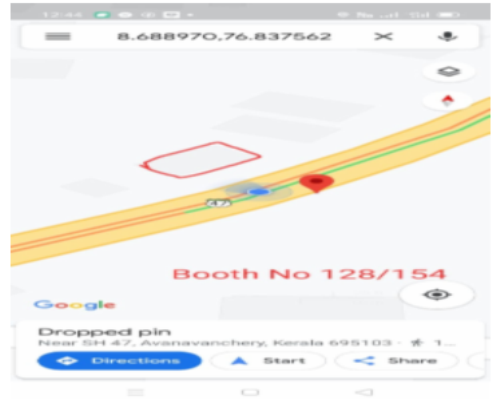 12:44
8.688970,76.837562
47
Booth No 128/154
Google
Dropped pin
Near SH 47, Avanavanchery, Kerala 695103 · 1...
Directions
Start
Share